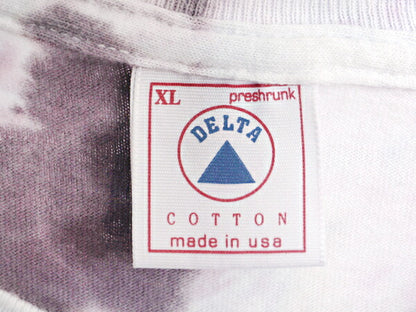 XL preshrunk
DELTA
COTTON
made in usa